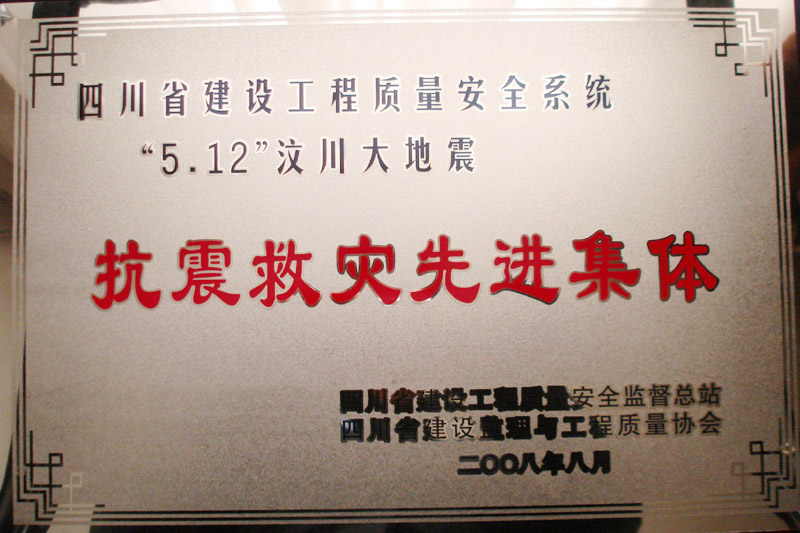 四川省建设工程质量安全系统
“5.12”汶川大地震
抗震救灾先进集体
四川省建设工程质量安全监督总站
四川省建设监理与工程质量协会
二〇〇八年八月